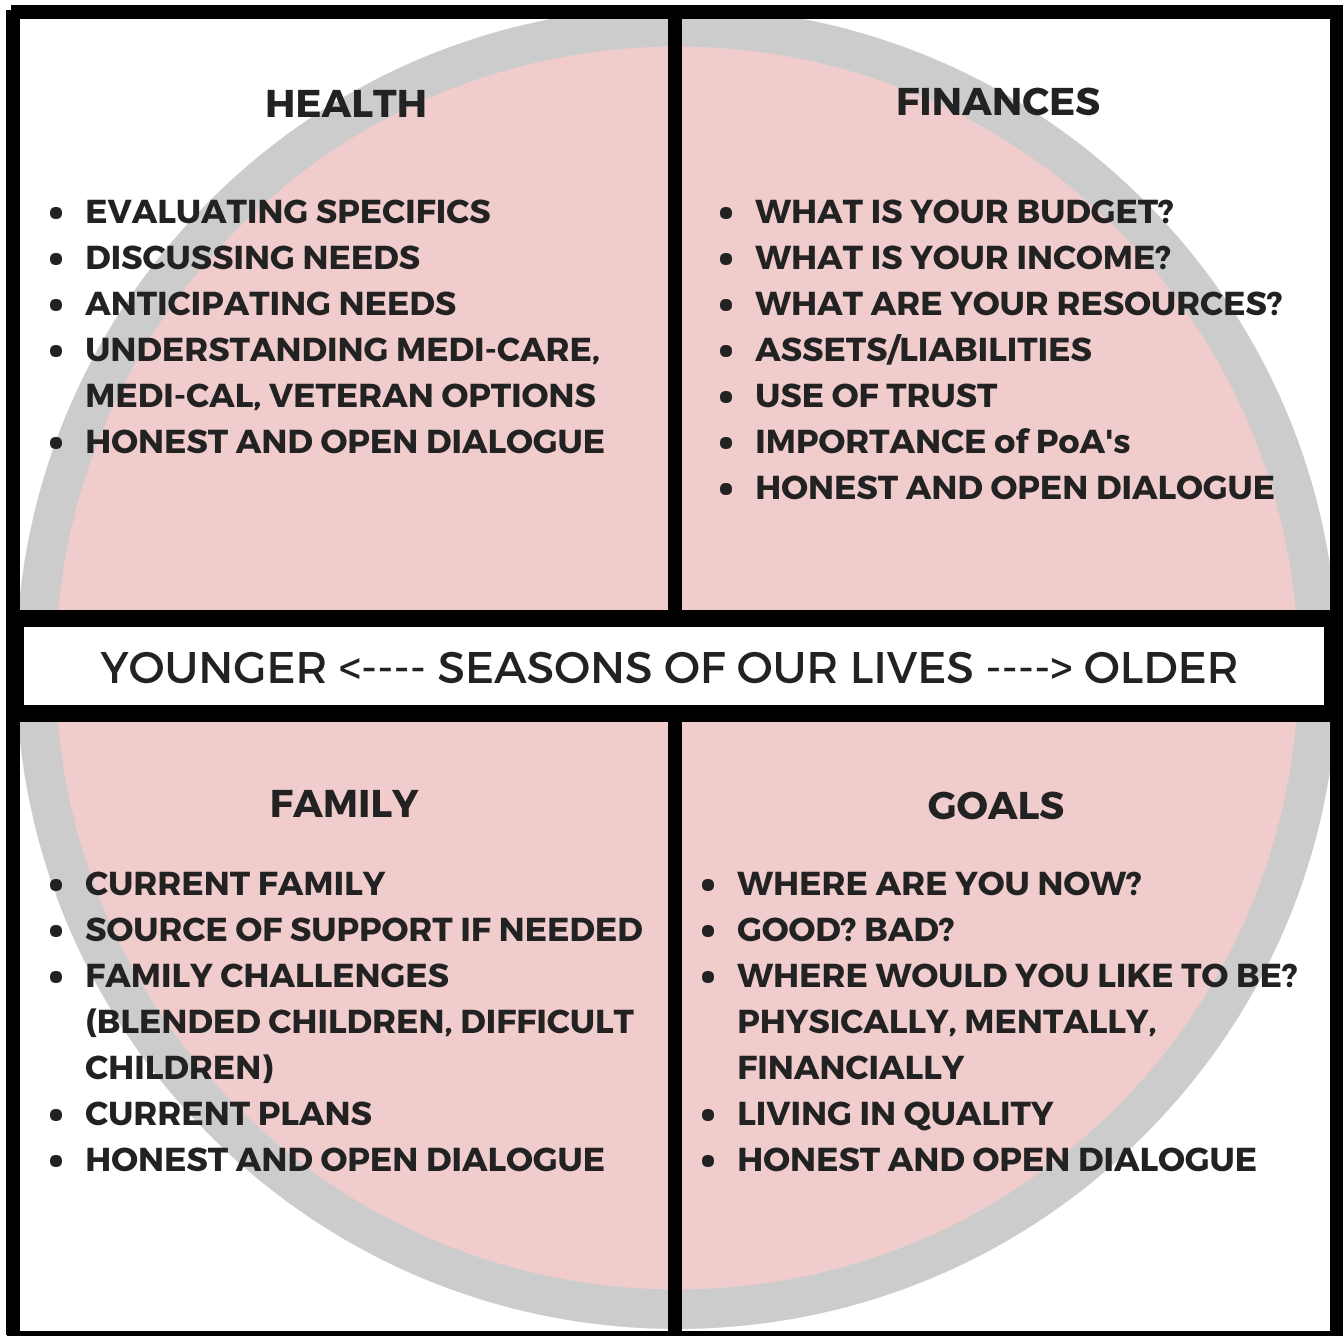 HEALTH
• EVALUATING SPECIFICS
• DISCUSSING NEEDS
• ANTICIPATING NEEDS
• UNDERSTANDING MEDI-CARE,
MEDI-CAL, VETERAN OPTIONS
• HONEST AND OPEN DIALOGUE
FINANCES
• WHAT IS YOUR BUDGET?
• WHAT IS YOUR INCOME?
• WHAT ARE YOUR RESOURCES?
• ASSETS/LIABILITIES
• USE OF TRUST
• IMPORTANCE of PoA's
• HONEST AND OPEN DIALOGUE
YOUNGER <---- SEASONS OF OUR LIVES ----> OLDER
FAMILY
• CURRENT FAMILY
• SOURCE OF SUPPORT IF NEEDED
• FAMILY CHALLENGES
(BLENDED CHILDREN, DIFFICULT
CHILDREN)
• CURRENT PLANS
• HONEST AND OPEN DIALOGUE
GOALS
• WHERE ARE YOU NOW?
• GOOD? BAD?
• WHERE WOULD YOU LIKE TO BE?
PHYSICALLY, MENTALLY,
FINANCIALLY
• LIVING IN QUALITY
• HONEST AND OPEN DIALOGUE